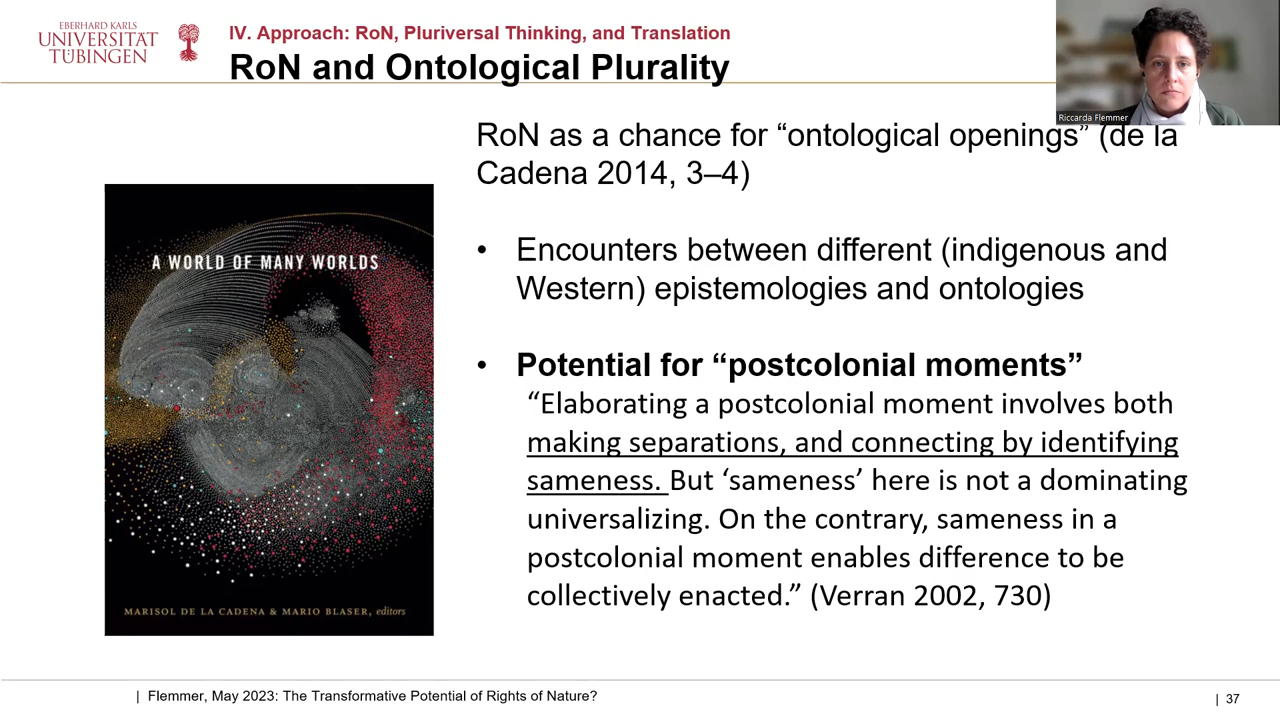 EBERHARD KARLS
UNIVERSITÄT
TÜBINGEN
IV. Approach: RoN, Pluriversal Thinking, and Translation
RoN and Ontological Plurality
Riccarda Flemmer
RoN as a chance for “ontological openings” (de la
Cadena 2014, 3–4)
A WORLD OF MANY WORLDS
MARISOL DE LA CADENA & MARIO BLASER, editors
• Encounters between different (indigenous and
Western) epistemologies and ontologies
• Potential for “postcolonial moments”
“Elaborating a postcolonial moment involves both
making separations, and connecting by identifying
sameness. But ‘sameness’ here is not a dominating
universalizing. On the contrary, sameness in a
postcolonial moment enables difference to be
collectively enacted.” (Verran 2002, 730)
| Flemmer, May 2023: The Transformative Potential of Rights of Nature?
| 37